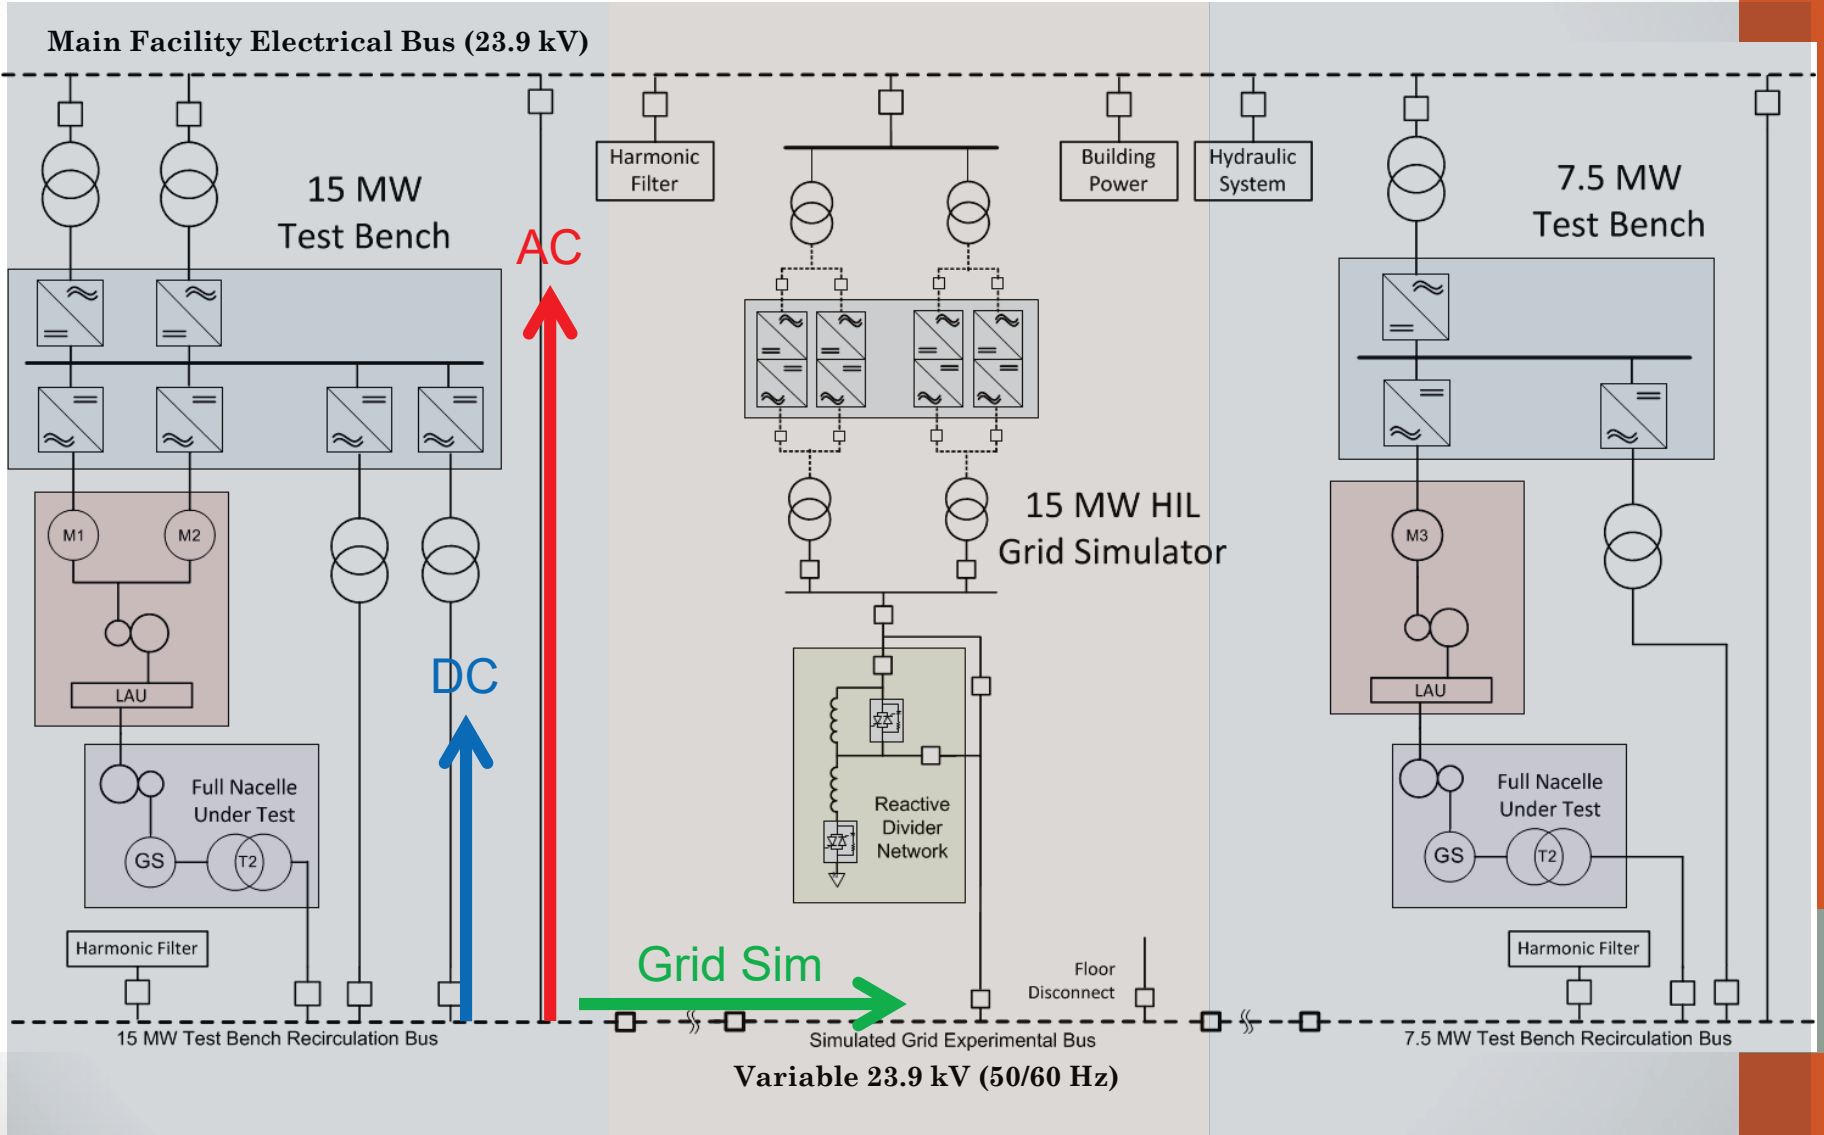 Main Facility Electrical Bus (23.9 kV)
15 MW
Test Bench
AC
Harmonic
Filter
Building
Power
Hydraulic
System
7.5 MW
Test Bench
M1
M2
LAU
DC
Full Nacelle
Under Test
GS
T2
Harmonic Filter
15 MW Test Bench Recirculation Bus
15 MW HIL
Grid Simulator
Reactive
Divider
Network
Grid Sim
Floor
Disconnect
Simulated Grid Experimental Bus
Variable 23.9 kV (50/60 Hz)
M3
LAU
Full Nacelle
Under Test
GS
T2
Harmonic Filter
7.5 MW Test Bench Recirculation Bus